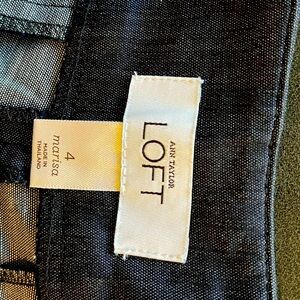 ANN TAYLOR
LOFT
4
marisa
MADE IN
THAILAND